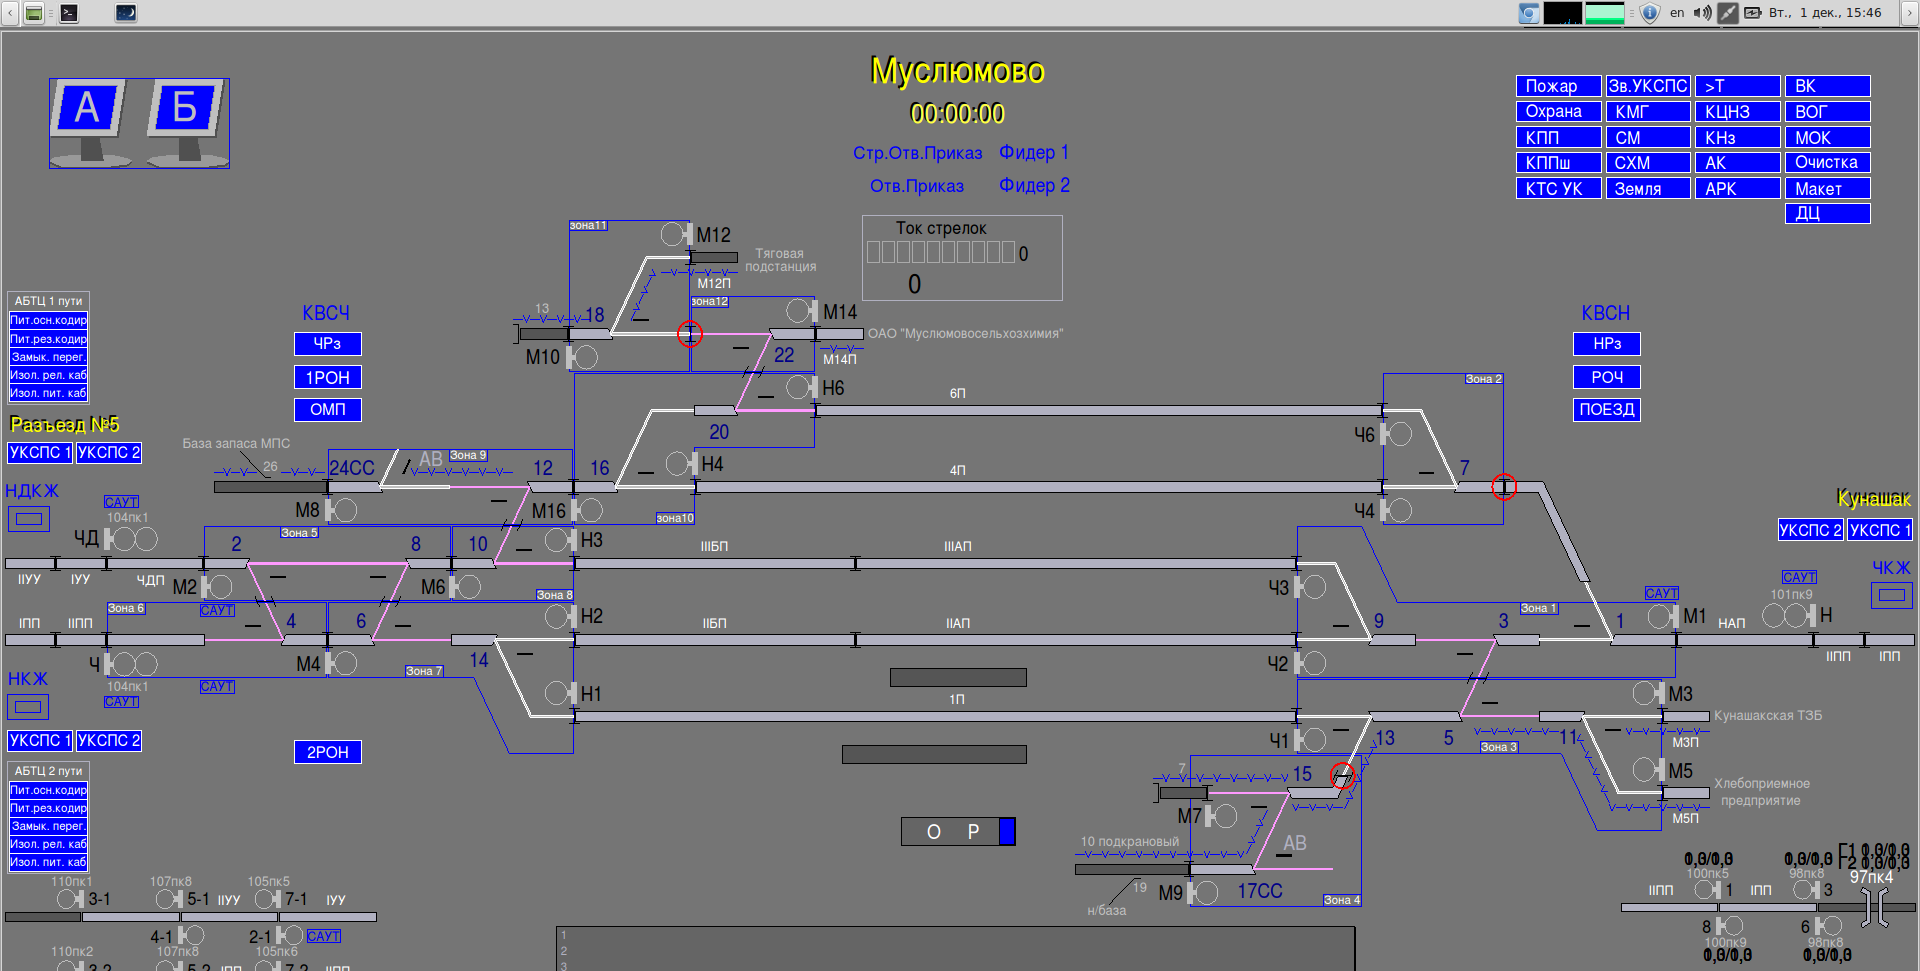 en
Вт., 1 дек., 15:46
А Б
Муслюмово
00:00:00
Стр.Отв.Приказ Фидер 1
Отв.Приказ Фидер 2
Пожар Зв.УКСПС >Т ВК
Охрана КМГ КЦНЗ ВОГ
КПП СМ КНз МОК
КППш СХМ АК Очистка
КТС УК Земля АРК Макет
ДЦ
Ток стрелок
0
0
зона11
М12
Тяговая
подстанция
М12П
зона12
М14
13
18
М10
22
ОАО "Муслюмовосельхозхимия"
М14П
Н6
АБТЦ 1 пути
Пит.осн.кодир
Пит.рез.кодир
Замык. перег.
Изол. рел. каб
Изол. пит. каб
КВСЧ
ЧРз
1РОН
ОМП
КВСН
НРз
РОЧ
ПОЕЗД
Разъезд №5
УКСПС 1 УКСПС 2
6П
Зона 2
20
Ч6
База запаса МПС
26
24СС
АВ
Зона 9
12
16
Н4
4П
7
М8
М16
зона10
Ч4
НДКЖ
САУТ
104пк1
ЧД
Кунашак
УКСПС 2 УКСПС 1
2
Зона 5
8
10
Н3
IIIБП
IIIАП
IIУУ
IУУ
ЧДП
М2
М6
Зона 8
Ч3
ЧКЖ
САУТ
101пк9
Н
Зона 6
САУТ
Н2
САУТ
М1
Зона 1
IПП
IIПП
4
6
IIБП
IIАП
9
3
1
НАП
Ч
104пк1
М4
14
Зона 7
Ч2
IIПП
IПП
НКЖ
САУТ
САУТ
Н1
1П
М3
Кунашакская ТЗБ
М3П
УКСПС 1 УКСПС 2
2РОН
Ч1
13
5
Зона 3
11
М5
Хлебоприемное
предприятие
М5П
АБТЦ 2 пути
Пит.осн.кодир
Пит.рез.кодир
Замык. перег.
Изол. рел. каб
Изол. пит. каб
7
15
М7
О Р
10 подкрановый
АВ
19
М9
17СС
Зона 4
н/база
110пк1
3-1
107пк8
5-1
IIУУ
105пк5
7-1
IУУ
4-1
2-1
САУТ
110пк2
107пк8
105пк6
3-2
5-2
IПП
7-2
IIПП
1
2
3
Г1 1,0/1,0
Г2 1,0/1,0
1,0/1,0
1,0/1,0
97пк4
100пк5
98пк8
IIПП
1
IПП
3
8
6
100пк9
98пк8
1,0/1,0
1,0/1,0